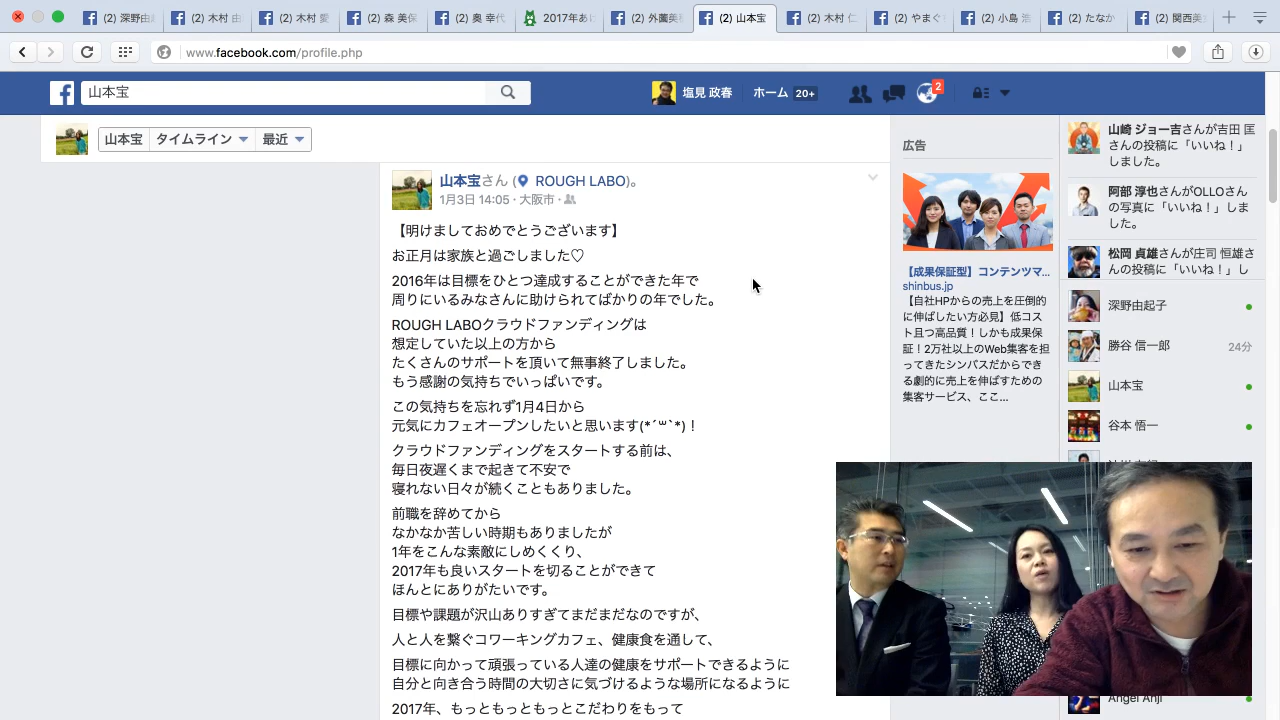 (2) 深野由
(2) 木村 由
(2) 木村 愛
(2) 森 美保
(2) 奥 幸代
2017年あ
(2) 外薗美
(2) 山本宝
(2) 木村 仁
(2) やまぐ
(2) 小島 浩
(2) たなか
(2) 関西美
www.facebook.com/profile.php
山本宝
塩見 政春
ホーム 20+
2
山本宝 タイムライン 最近
山本宝さん (ROUGH LABO)。
1月3日 14:05 · 大阪市 ·
【明けましておめでとうございます】
お正月は家族と過ごしました♡
2016年は目標をひとつ達成することができた年で
周りにいるみなさんに助けられてばかりの年でした。
ROUGH LABOクラウドファンディングは
想定していた以上の方から
たくさんのサポートを頂いて無事終了しました。
もう感謝の気持ちでいっぱいです。
この気持ちを忘れず1月4日から
元気にカフェオープンしたいと思います(*´꒳`*)！
クラウドファンディングをスタートする前は、
毎日夜遅くまで起きて不安で
寝れない日々が続くこともありました。
前職を辞めてから
なかなか苦しい時期もありましたが
1年をこんな素敵にしめくくり、
2017年も良いスタートを切ることができて
ほんとにありがたいです。
目標や課題が沢山ありすぎてまだまだなのですが、
人と人を繋ぐコワーキングカフェ、健康食を通して、
目標に向かって頑張っている人達の健康をサポートできるように
自分と向き合う時間の大切さに気づけるような場所になるように
2017年、もっともっともっとこだわりをもって
広告
【成果保証型】コンテンツマ...
shinbus.jp
【自社HPからの売上を圧倒的
に伸ばしたい方必見】低コス
ト且つ高品質！しかも成果保
証！2万社以上のWeb集客を担
ってきたシンバスだからでき
る劇的に売上を伸ばすための
集客サービス、ここ...
山崎 ジョー吉さんが吉田 匡
さんの投稿に「いいね！」
しました。
阿部 淳也さんがOLLOさん
の写真に「いいね！」しま
した。
松岡 貞雄さんが庄司 恒雄さ
んの投稿に「いいね！」し
深野由起子
勝谷 信一郎 24分
山本宝
谷本 悟一
Angel Anji